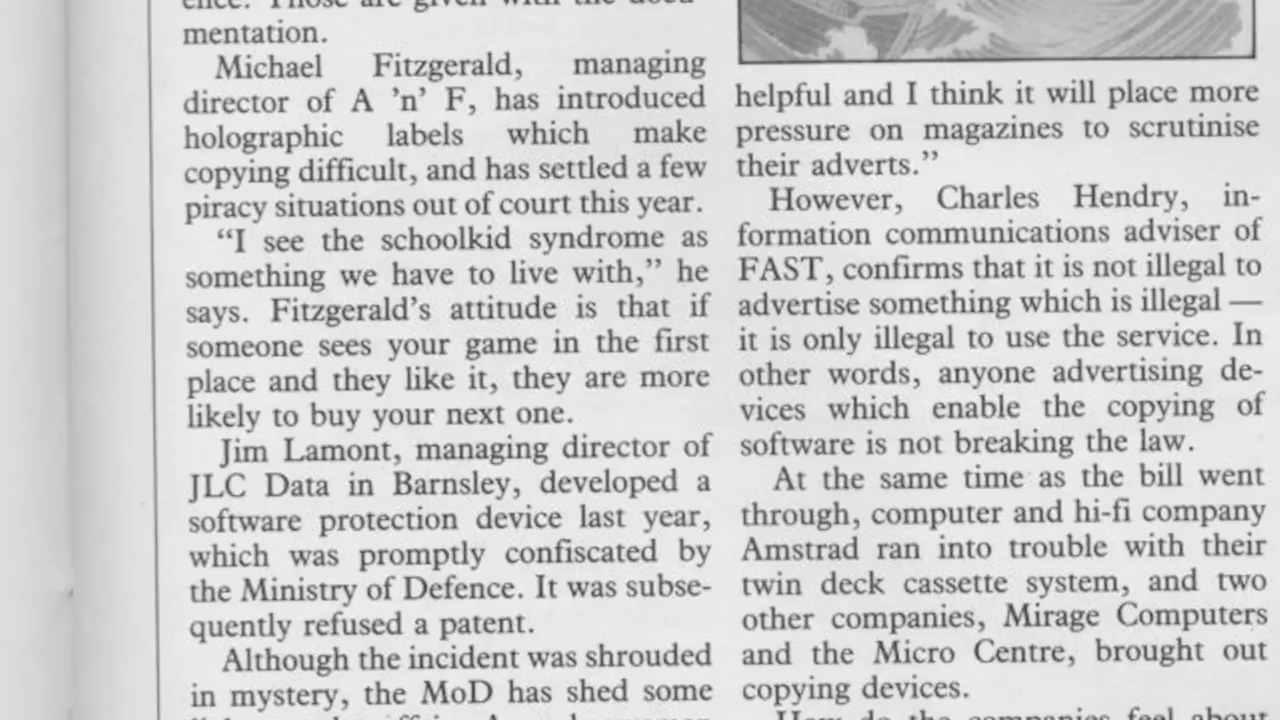 mentation.
Michael Fitzgerald, managing
director of A 'n' F, has introduced
holographic labels which make
copying difficult, and has settled a few
piracy situations out of court this year.
"I see the schoolkid syndrome as
something we have to live with," he
says. Fitzgerald's attitude is that if
someone sees your game in the first
place and they like it, they are more
likely to buy your next one.
Jim Lamont, managing director of
JLC Data in Barnsley, developed a
software protection device last year,
which was promptly confiscated by
the Ministry of Defence. It was subse-
quently refused a patent.
Although the incident was shrouded
in mystery, the MoD has shed some
helpful and I think it will place more
pressure on magazines to scrutinise
their adverts."
However, Charles Hendry, in-
formation communications adviser of
FAST, confirms that it is not illegal to
advertise something which is illegal —
it is only illegal to use the service. In
other words, anyone advertising de-
vices which enable the copying of
software is not breaking the law.
At the same time as the bill went
through, computer and hi-fi company
Amstrad ran into trouble with their
twin deck cassette system, and two
other companies, Mirage Computers
and the Micro Centre, brought out
copying devices.
How do the companies feel about